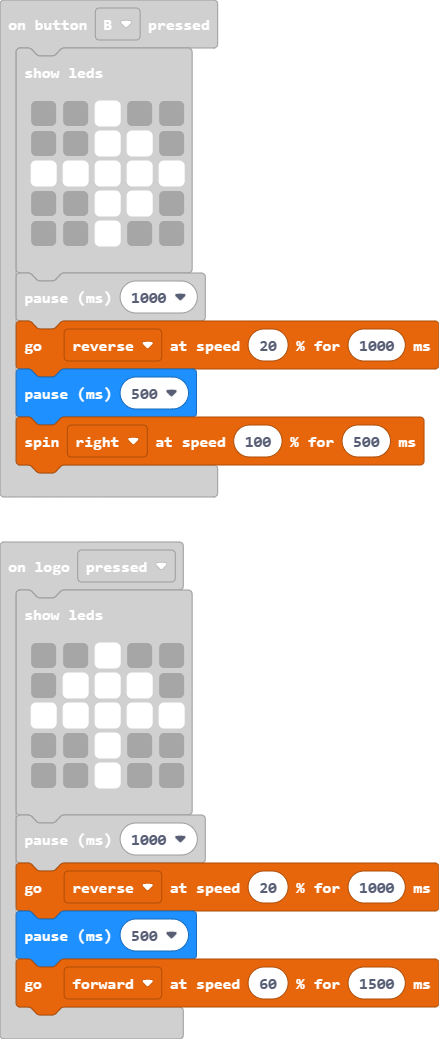 on button B pressed
show leds
pause (ms) 1000
go reverse at speed 20 % for 1000 ms
pause (ms) 500
spin right at speed 100 % for 500 ms
on logo pressed
show leds
pause (ms) 1000
go reverse at speed 20 % for 1000 ms
pause (ms) 500
go forward at speed 60 % for 1500 ms